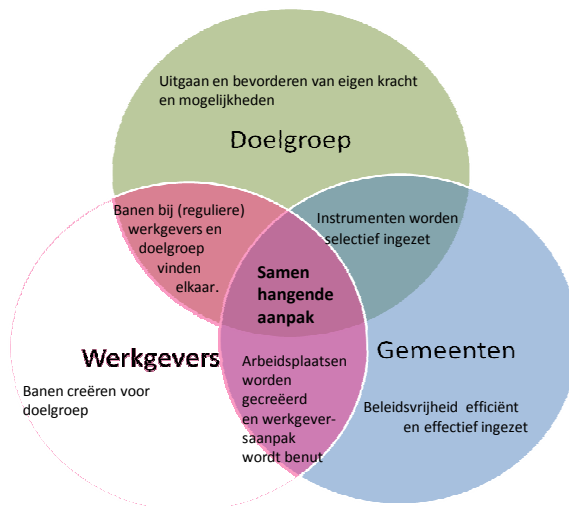 Uitgaan en bevorderen van eigen kracht
en mogelijkheden
Doelgroep
Banen bij (reguliere)
werkgevers en
doelgroep
vinden
elkaar.
Instrumenten worden
selectief ingezet
Samen
hangende
aanpak
Werkgevers
Banen creëren voor
doelgroep
Arbeidsplaatsen
worden
gecreëerd
en werkgever-
saanpak
wordt benut
Gemeenten
Beleidsvrijheid efficiënt
en effectief ingezet